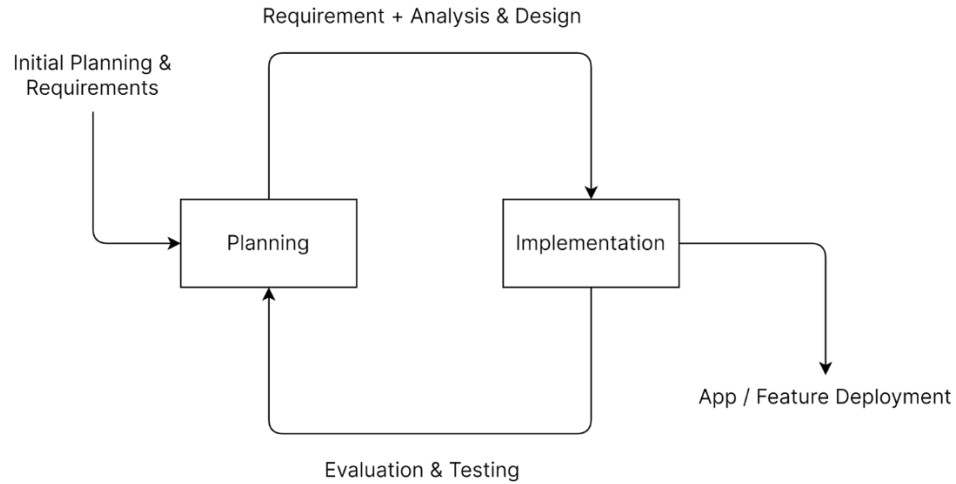 Requirement + Analysis & Design
Initial Planning &
Requirements
Planning
Implementation
App / Feature Deployment
Evaluation & Testing